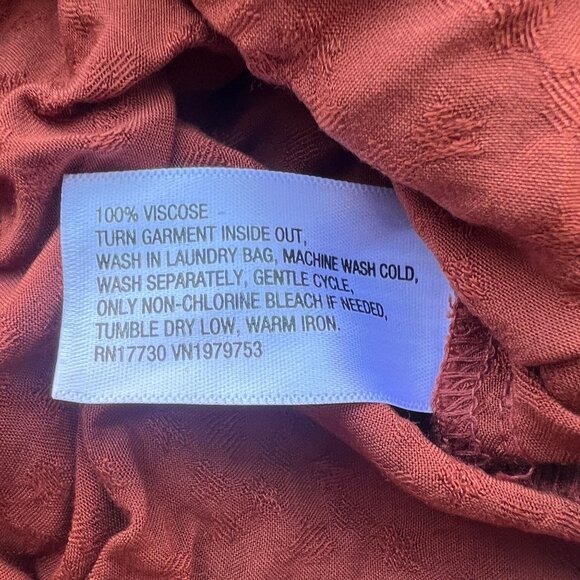 100% VISCOSE
TURN GARMENT INSIDE OUT,
WASH IN LAUNDRY BAG, MACHINE WASH COLD,
WASH SEPARATELY, GENTLE CYCLE,
ONLY NON-CHLORINE BLEACH IF NEEDED,
TUMBLE DRY LOW, WARM IRON.
RN17730 VN1979753